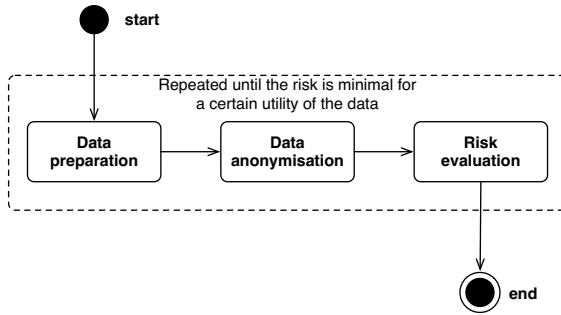 start
Repeated until the risk is minimal for
a certain utility of the data
Data
preparation
Data
anonymisation
Risk
evaluation
end